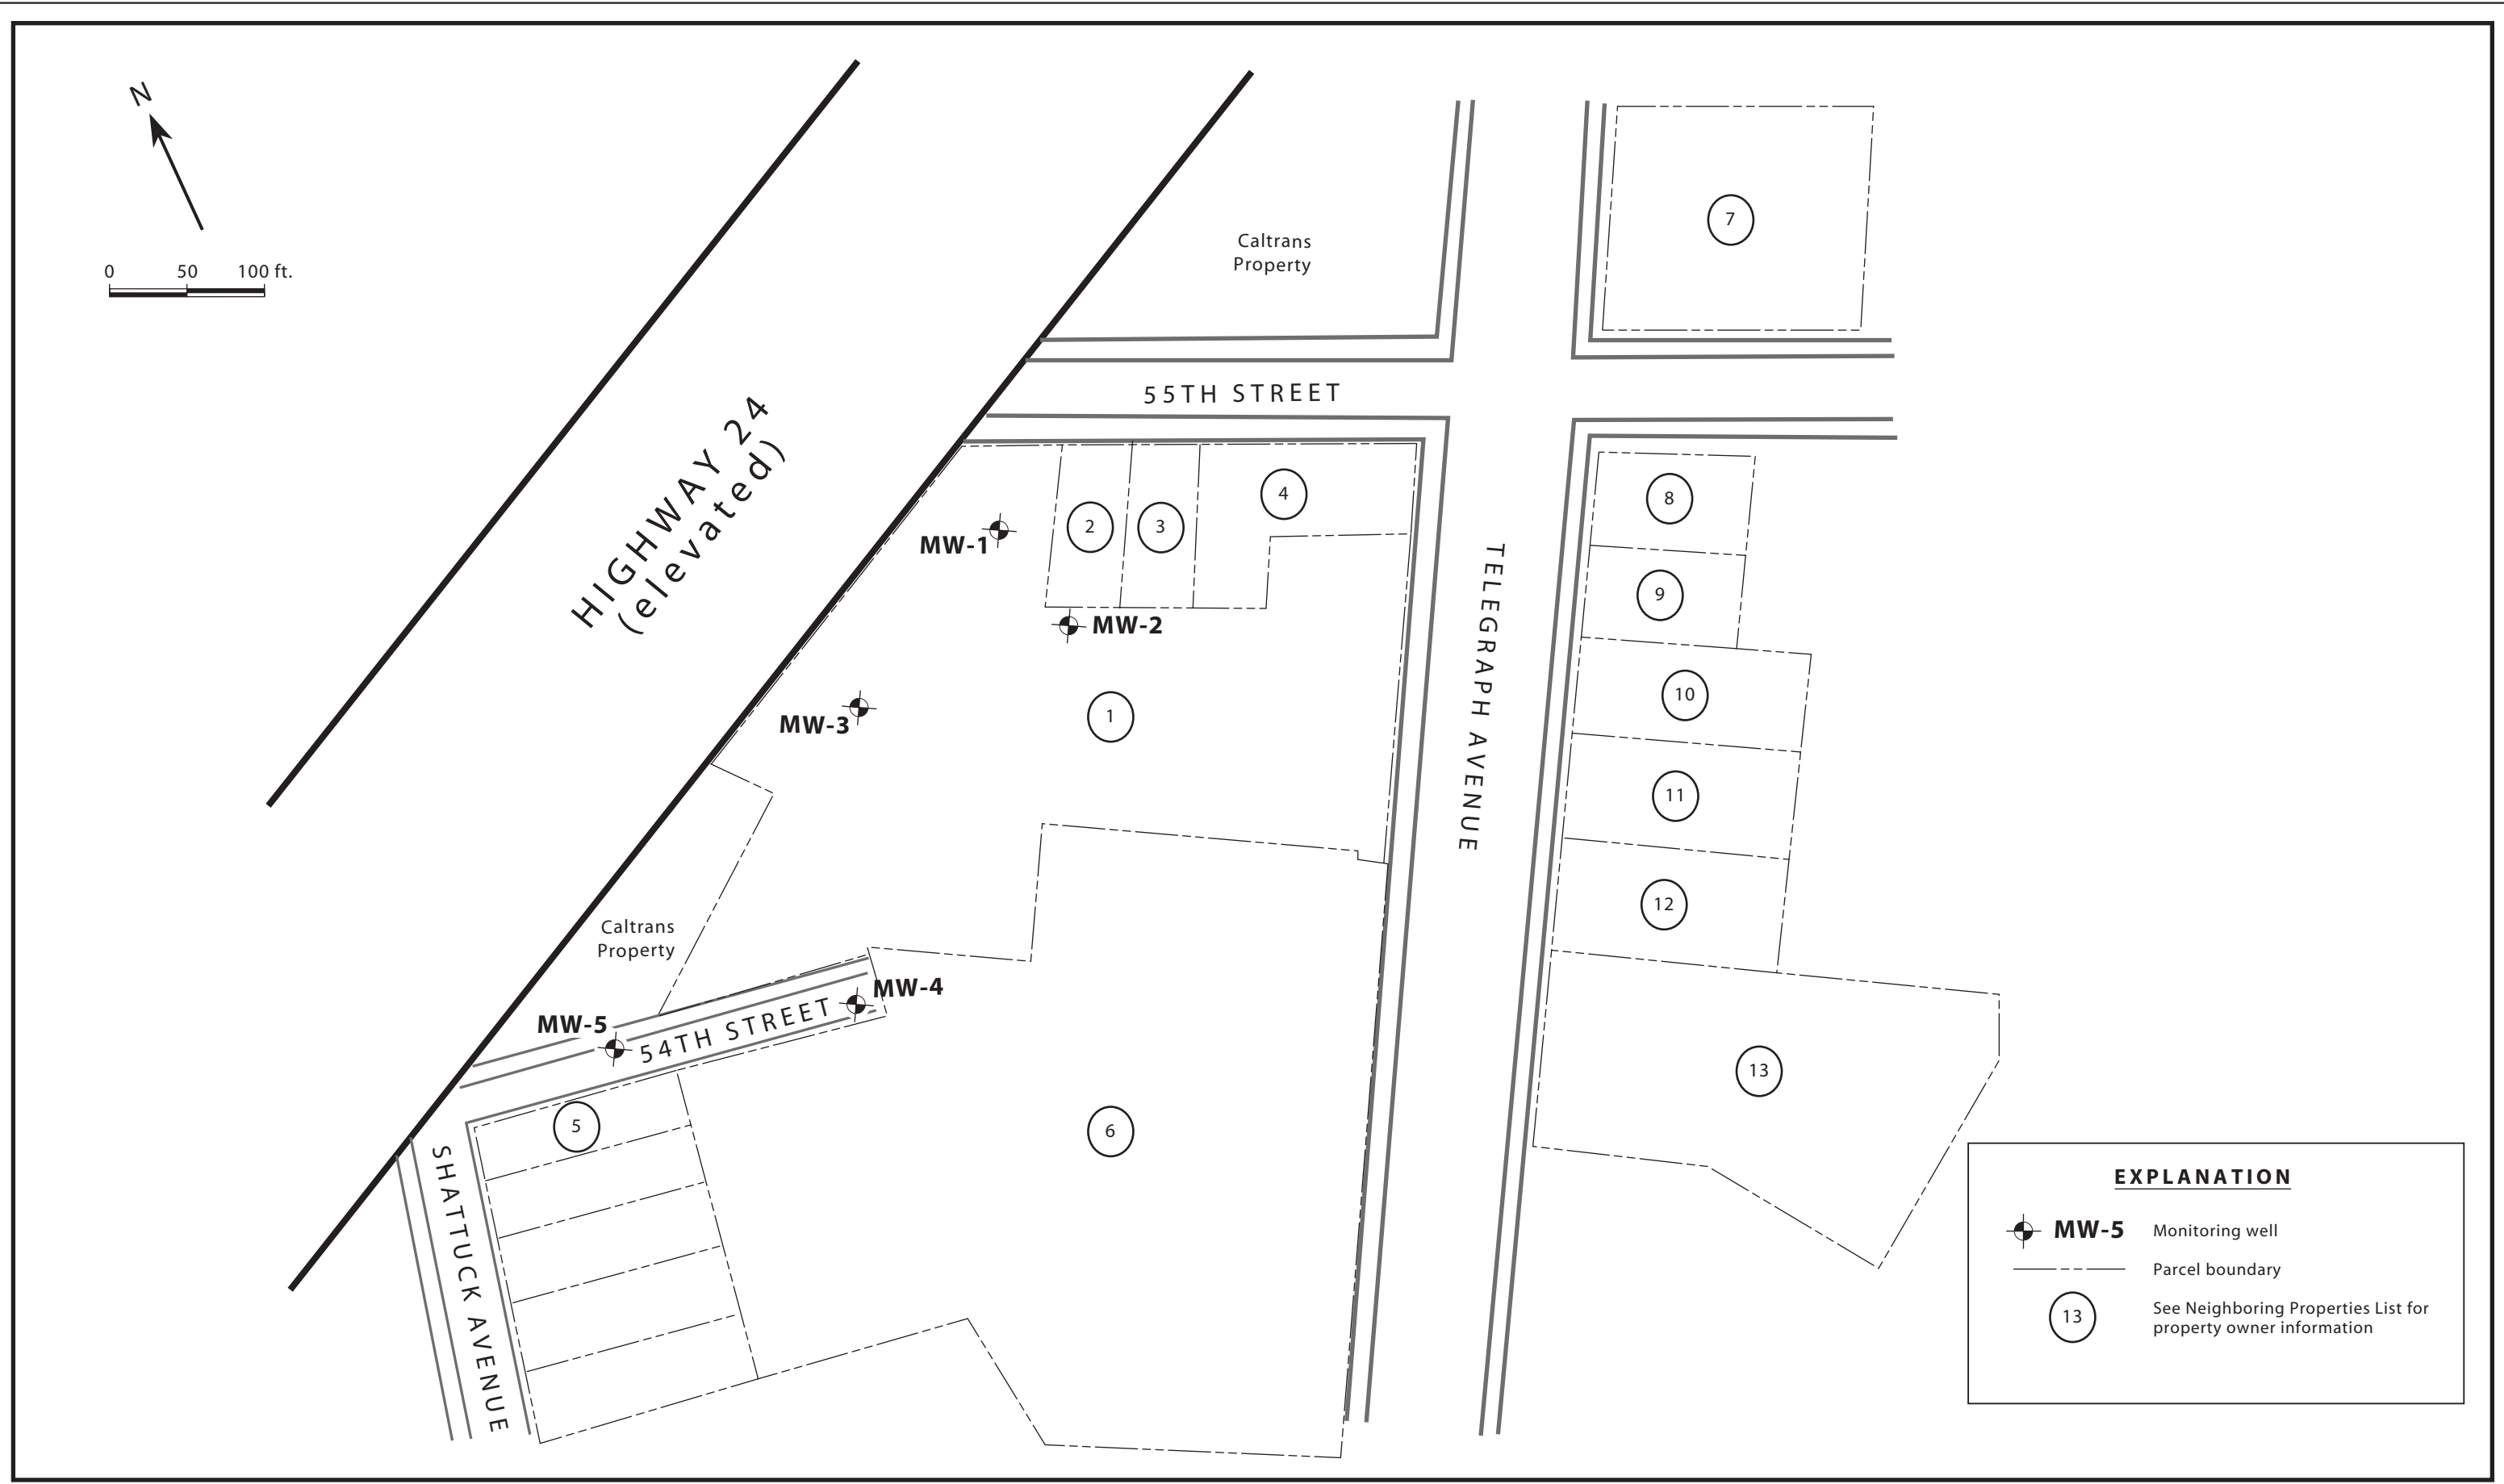 N
0 50 100 ft.
HIGHWAY 24
(elevated)
Caltrans
Property
7
55TH STREET
2
3
4
8
MW-1
9
MW-2
TELEGRAPH AVENUE
10
MW-3
1
11
12
Caltrans
Property
MW-4
MW-5
54TH STREET
13
5
6
SHATTUCK AVENUE
EXPLANATION
MW-5 Monitoring well
Parcel boundary
13 See Neighboring Properties List for
property owner information